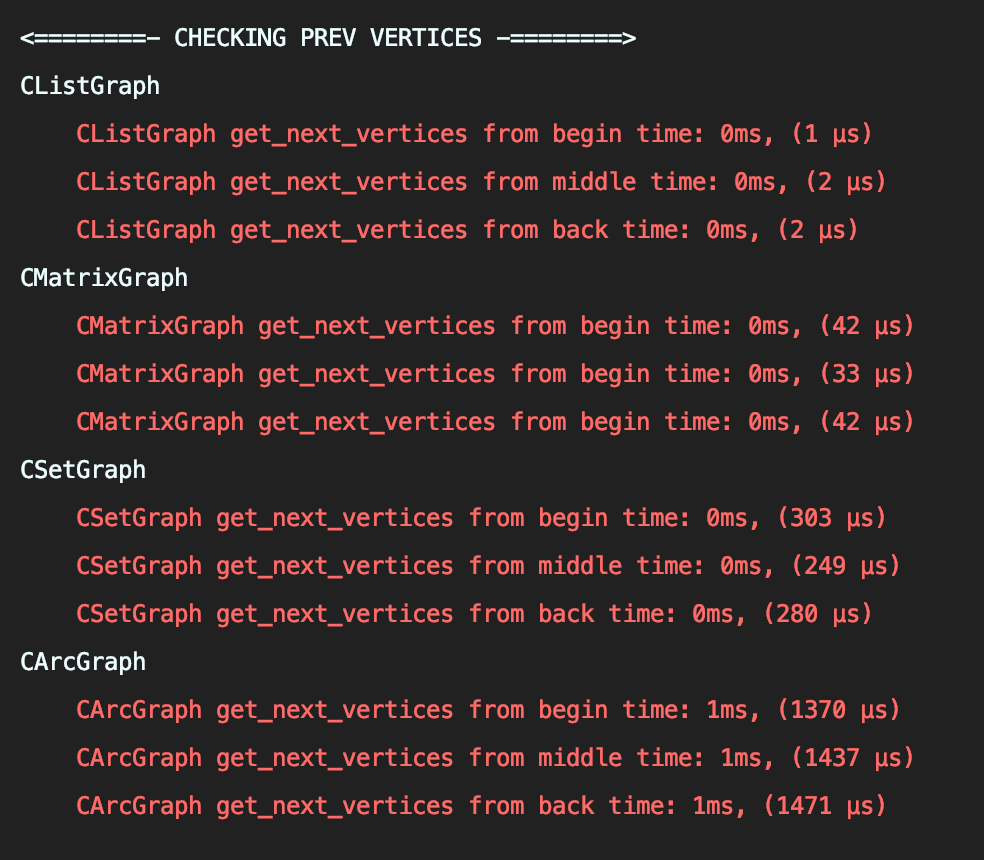 <========- CHECKING PREV VERTICES -========>
CListGraph
CListGraph get_next_vertices from begin time: 0ms, (1 µs)
CListGraph get_next_vertices from middle time: 0ms, (2 µs)
CListGraph get_next_vertices from back time: 0ms, (2 µs)
CMatrixGraph
CMatrixGraph get_next_vertices from begin time: 0ms, (42 µs)
CMatrixGraph get_next_vertices from begin time: 0ms, (33 µs)
CMatrixGraph get_next_vertices from begin time: 0ms, (42 µs)
CSetGraph
CSetGraph get_next_vertices from begin time: 0ms, (303 µs)
CSetGraph get_next_vertices from middle time: 0ms, (249 µs)
CSetGraph get_next_vertices from back time: 0ms, (280 µs)
CArcGraph
CArcGraph get_next_vertices from begin time: 1ms, (1370 µs)
CArcGraph get_next_vertices from middle time: 1ms, (1437 µs)
CArcGraph get_next_vertices from back time: 1ms, (1471 µs)